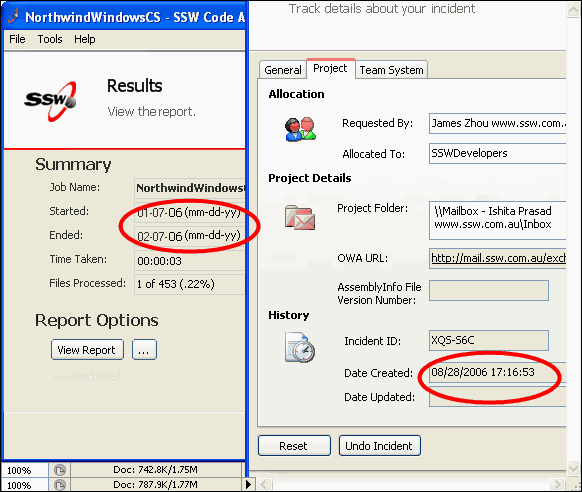 NorthwindWindowsCS - SSW Code A
File Tools Help
SSW
Results
View the report.
Summary
Job Name: NorthwindWindows
Started: 01-07-06 (mm-dd-yy)
Ended: 02-07-06 (mm-dd-yy)
Time Taken: 00:00:03
Files Processed: 1 of 453 (.22%)
Report Options
View Report ...
Re-send Email
100% Doc: 742.8K/1.75M
100% Doc: 787.9K/1.77M
Track details about your incident
General Project Team System
Allocation
Requested By: James Zhou www.ssw.com.a
Allocated To: SSWDevelopers
Project Details
Project Folder: \\Mailbox - Ishita Prasad
www.ssw.com.au\Inbox
OWA URL: http://mail.ssw.com.au/exch
AssemblyInfo File
Version Number:
History
Incident ID: XQS-S6C
Date Created: 08/28/2006 17:16:53
Date Updated:
Reset Undo Incident